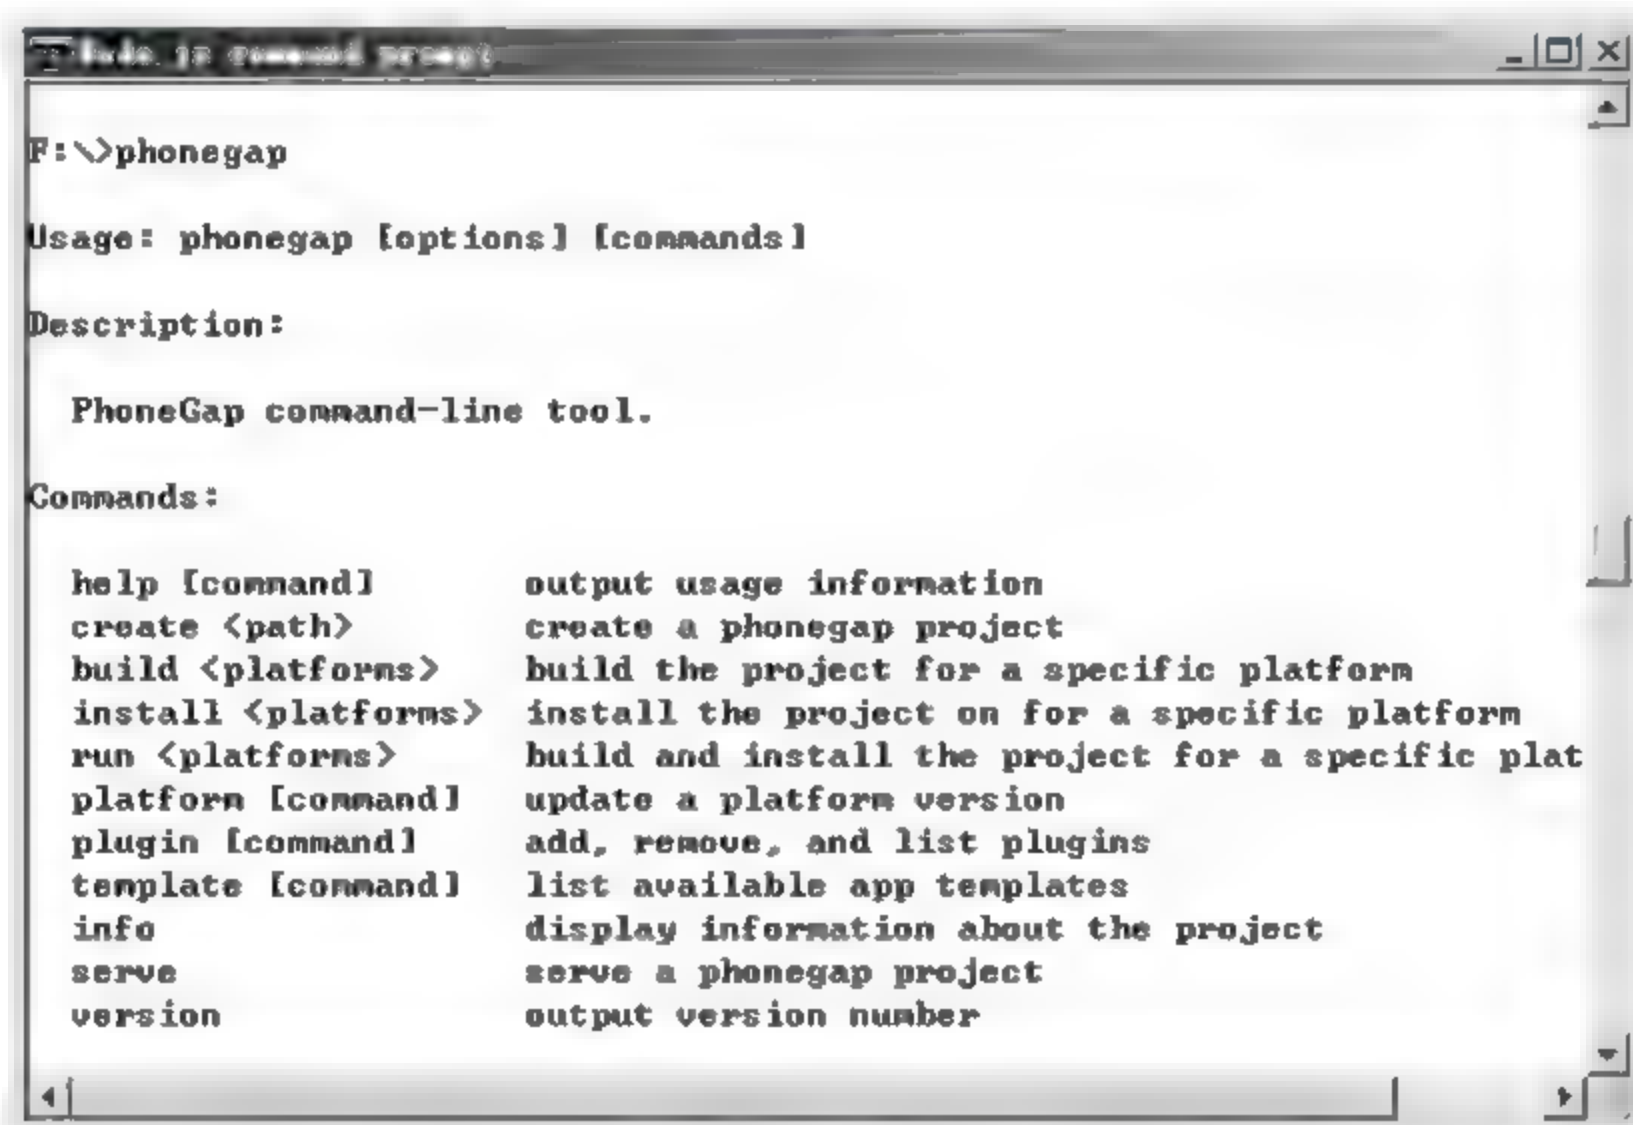 F:\>phonegap
Usage: phonegap [options] [commands]
Description:
PhoneGap command-line tool.
Commands:
help [command] output usage information
create <path> create a phonegap project
build <platforms> build the project for a specific platform
install <platforms> install the project on for a specific platform
run <platforms> build and install the project for a specific plat
platform [command] update a platform version
plugin [command] add, remove, and list plugins
template [command] list available app templates
info display information about the project
serve serve a phonegap project
version output version number